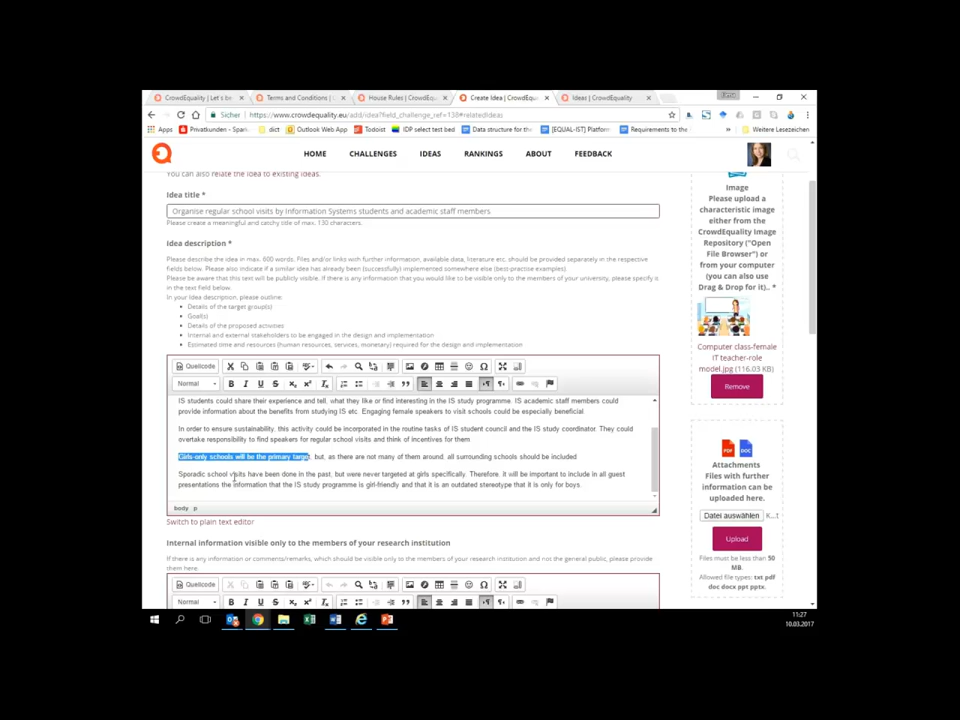 CrowdEquality | Let's br
Terms and Conditions |
House Rules | CrowdEqu
Create Idea | CrowdEqu
Ideas | CrowdEquality
Sicher
https://www.crowdequality.eu/add/idea?field_challenge_ref=138#relatedideas
Apps
Privatkunden - Spark
dict
Outlook Web App
Todoist
IDP select test bed
Data structure for the
[EQUAL-IST] Platform
Requirements to the
»
Weitere Lesezeichen
HOME
CHALLENGES
IDEAS
RANKINGS
ABOUT
FEEDBACK
You can also relate the idea to existing ideas.
Idea title *
Organise regular school visits by Information Systems students and academic staff members
Please create a meaningful and catchy title of max. 130 characters.
Idea description *
Please describe the idea in max. 600 words. Files and/or links with further information, available data, literature etc. should be provided separately in the respective
fields below. Please also indicate if a similar idea has already been (successfully) implemented somewhere else (best-practise examples).
Please be aware that this text will be publicly visible. If there is any information that you would like to be visible only to the members of your university, please specify it
in the text field below.
In your Idea description, please outline:
• Details of the target group(s)
• Goal(s)
• Details of the proposed activities
• Internal and external stakeholders to be engaged in the design and implementation
• Estimated time and resources (human resources, services, monetary) required for the design and implementation
Quellcode
Normal
IS students could share their experience and tell, what they like or find interesting in the IS study programme. IS academic staff members could
provide information about the benefits from studying IS etc. Engaging female speakers to visit schools could be especially beneficial
In order to ensure sustainability, this activity could be incorporated in the routine tasks of IS student council and the IS study coordinator. They could
overtake responsibility to find speakers for regular school visits and think of incentives for them
Girls-only schools will be the primary target, but, as there are not many of them around, all surrounding schools should be included
Sporadic school visits have been done in the past, but were never targeted at girls specifically. Therefore, it will be important to include in all guest
presentations the information that the IS study programme is girl-friendly and that it is an outdated stereotype that it is only for boys.
body p
Switch to plain text editor
Internal information visible only to the members of your research institution
If there is any information or comments/remarks, which should be visible only to the members of your research institution and not the general public, please provide
them here.
Quellcode
Normal
Image
Please upload a
characteristic image
either from the
CrowdEquality Image
Repository ("Open
File Browser") or
from your computer
(you can also use
Drag & Drop for it).. *
Computer class-female
IT teacher-role
model.jpg (116.03 KB)
Remove
PDF
DOC
Attachments
Files with further
information can be
uploaded here.
Datei auswählen
K...t
Upload
Files must be less than 50
MB.
Allowed file types: txt pdf
doc docx ppt pptx.
11:27
10.03.2017